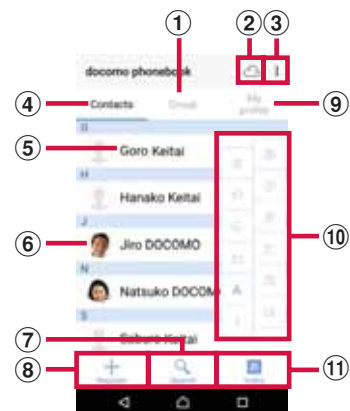 ① ② ③
docomo phonebook
④ Contacts Group My profile ⑨
G
⑤ Goro Keitai
H
Hanako Keitai
J
⑥ Jiro DOCOMO
⑩
N
Natsuko DOCOM
A
S
⑦ Saburo Keitai
⑧ Register Search Index ⑪